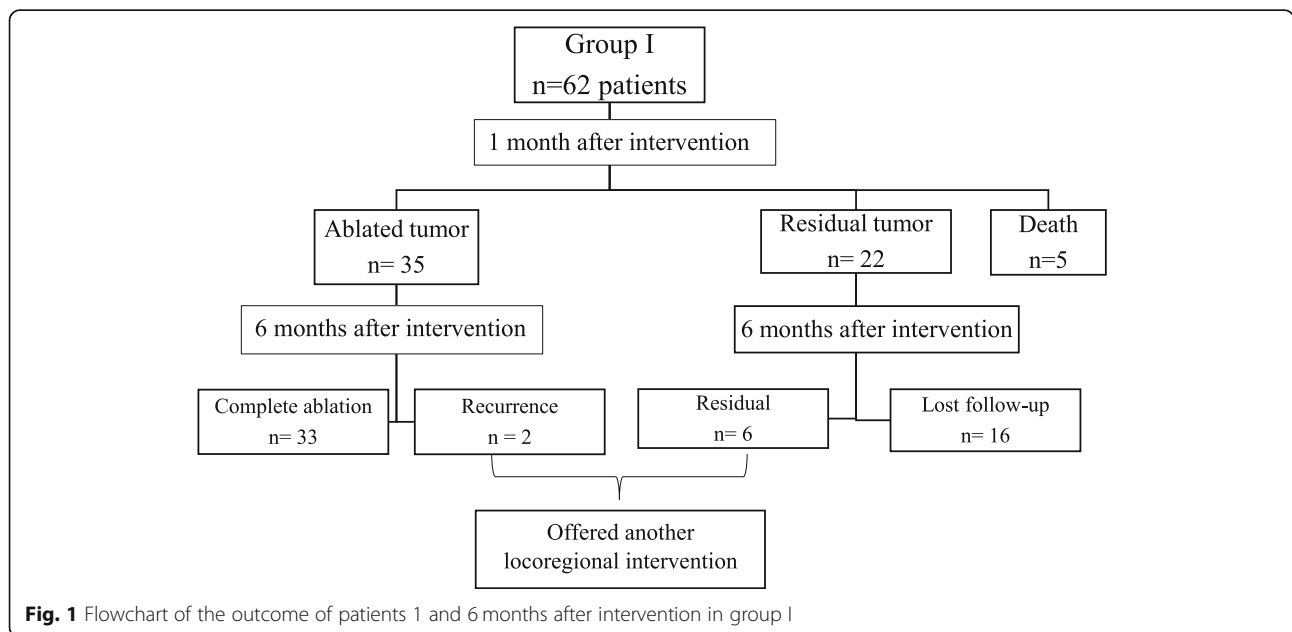 Group I
n=62 patients
1 month after intervention
Ablated tumor
n= 35
Residual tumor
n= 22
Death
n=5
6 months after intervention
6 months after intervention
Complete ablation
n= 33
Recurrence
n = 2
Residual
n= 6
Lost follow-up
n= 16
Offered another
locoregional intervention
Fig. 1 Flowchart of the outcome of patients 1 and 6 months after intervention in group I